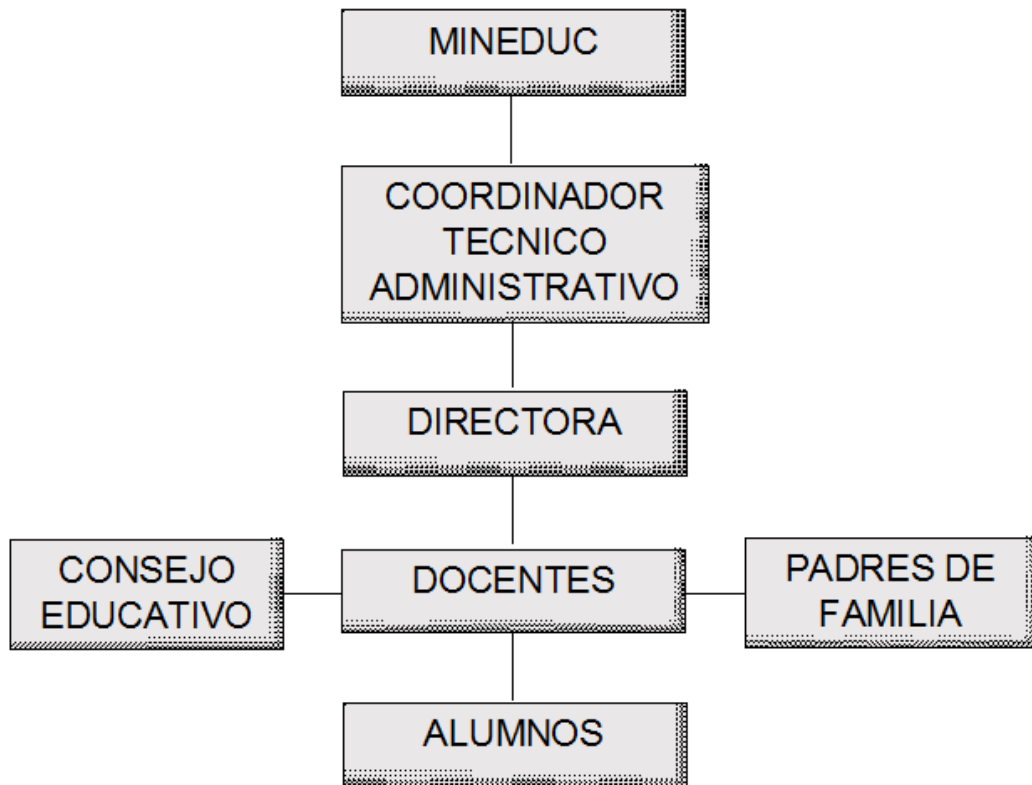 MINEDUC
COORDINADOR
TECNICO
ADMINISTRATIVO
DIRECTORA
CONSEJO
EDUCATIVO
DOCENTES
PADRES DE
FAMILIA
ALUMNOS